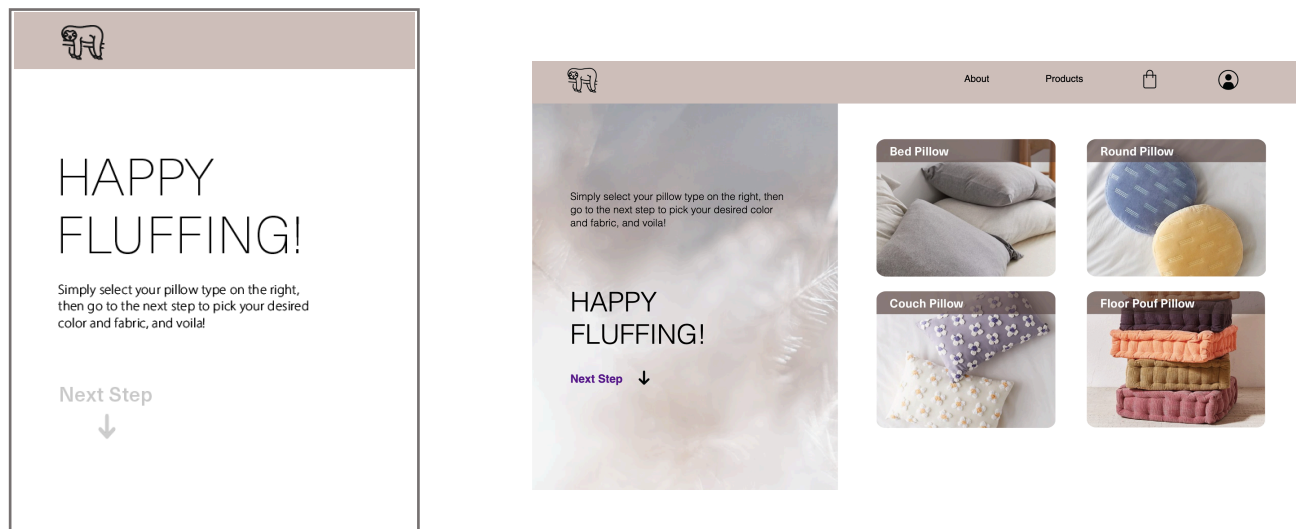 HAPPY
FLUFFING!
Simply select your pillow type on the right,
then go to the next step to pick your desired
color and fabric, and voila!
Next Step
About
Products
Simply select your pillow type on the right, then
go to the next step to pick your desired color
and fabric, and voila!
HAPPY
FLUFFING!
Next Step
Bed Pillow
Round Pillow
Couch Pillow
Floor Pouf Pillow